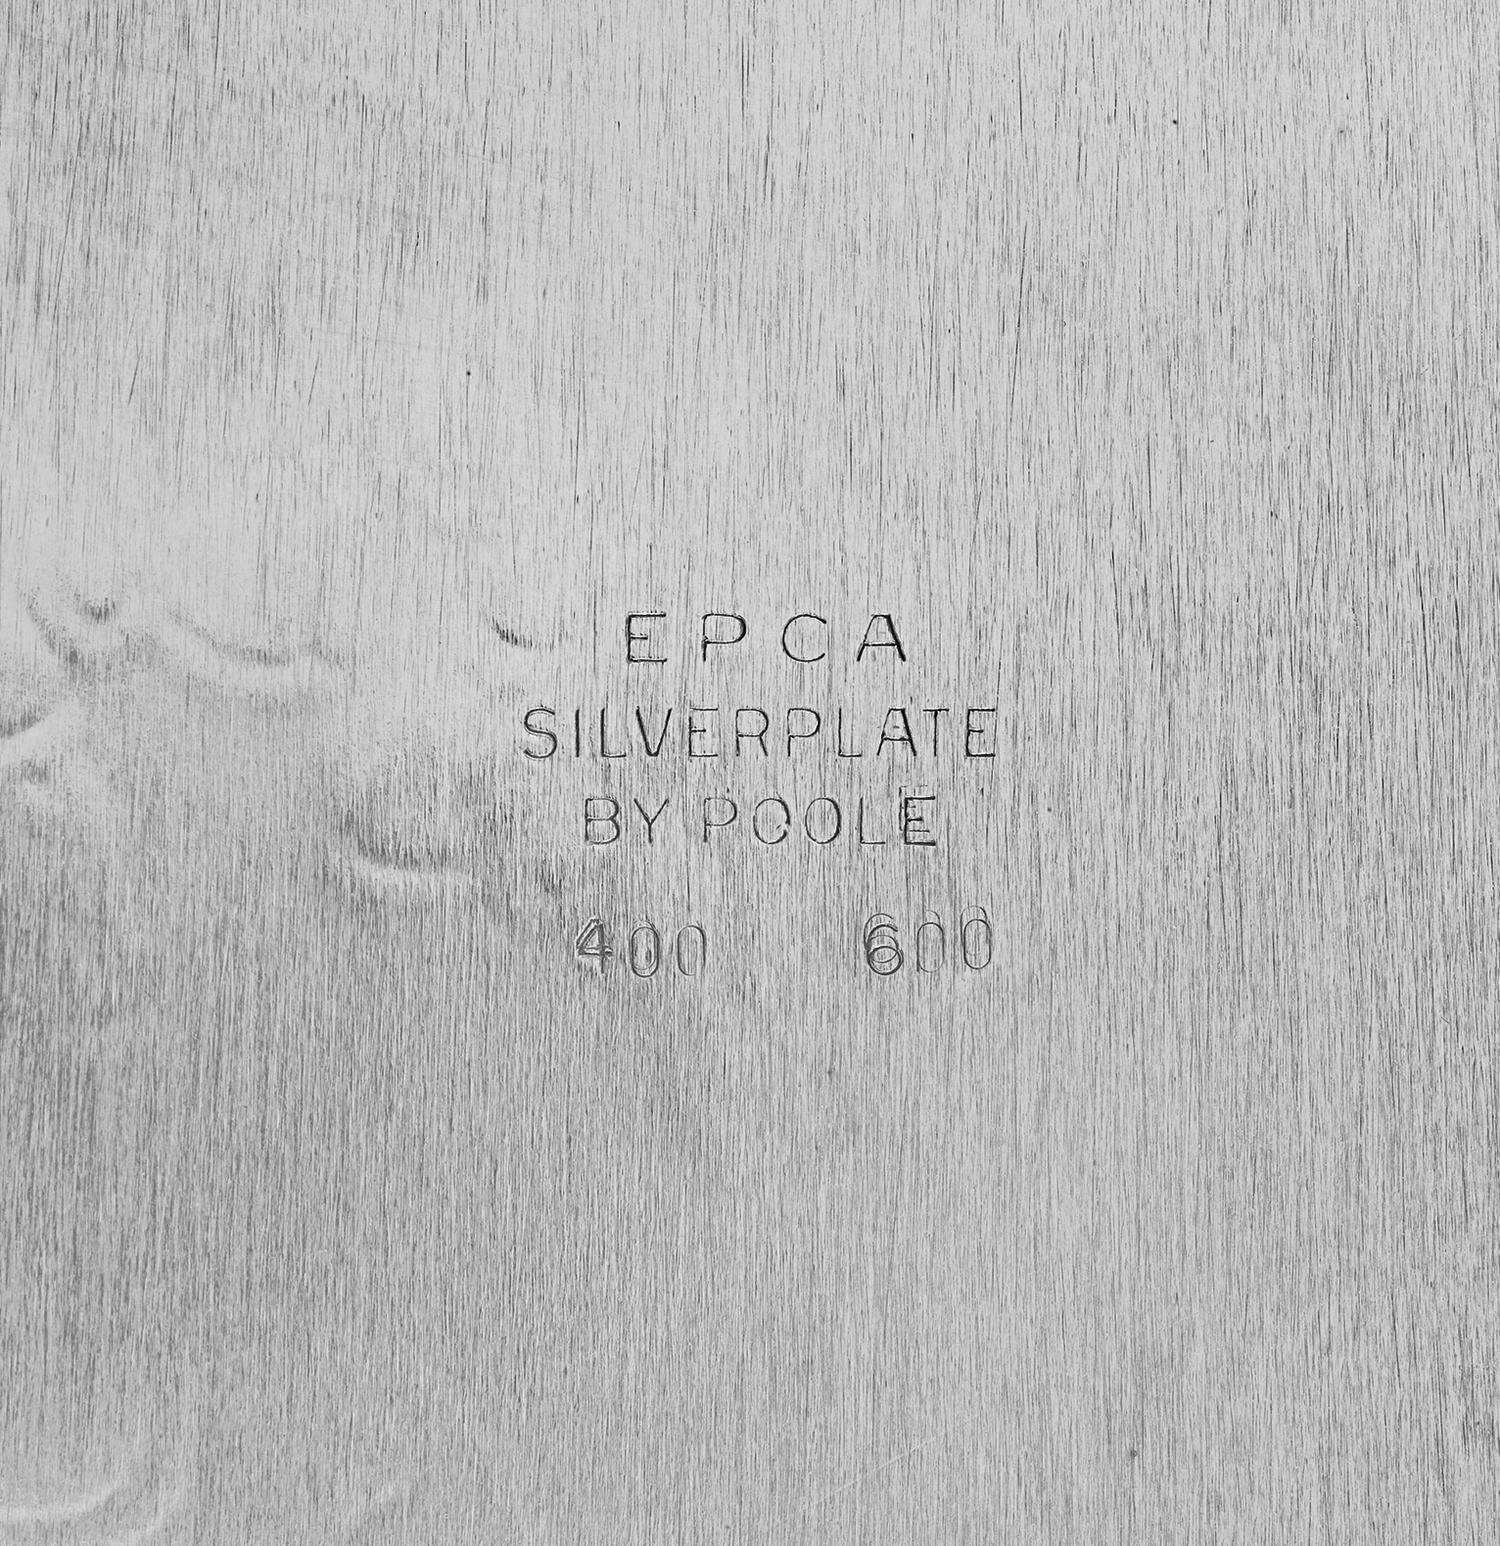 EPCA
SILVERPLATE
BY POOLE
400 600